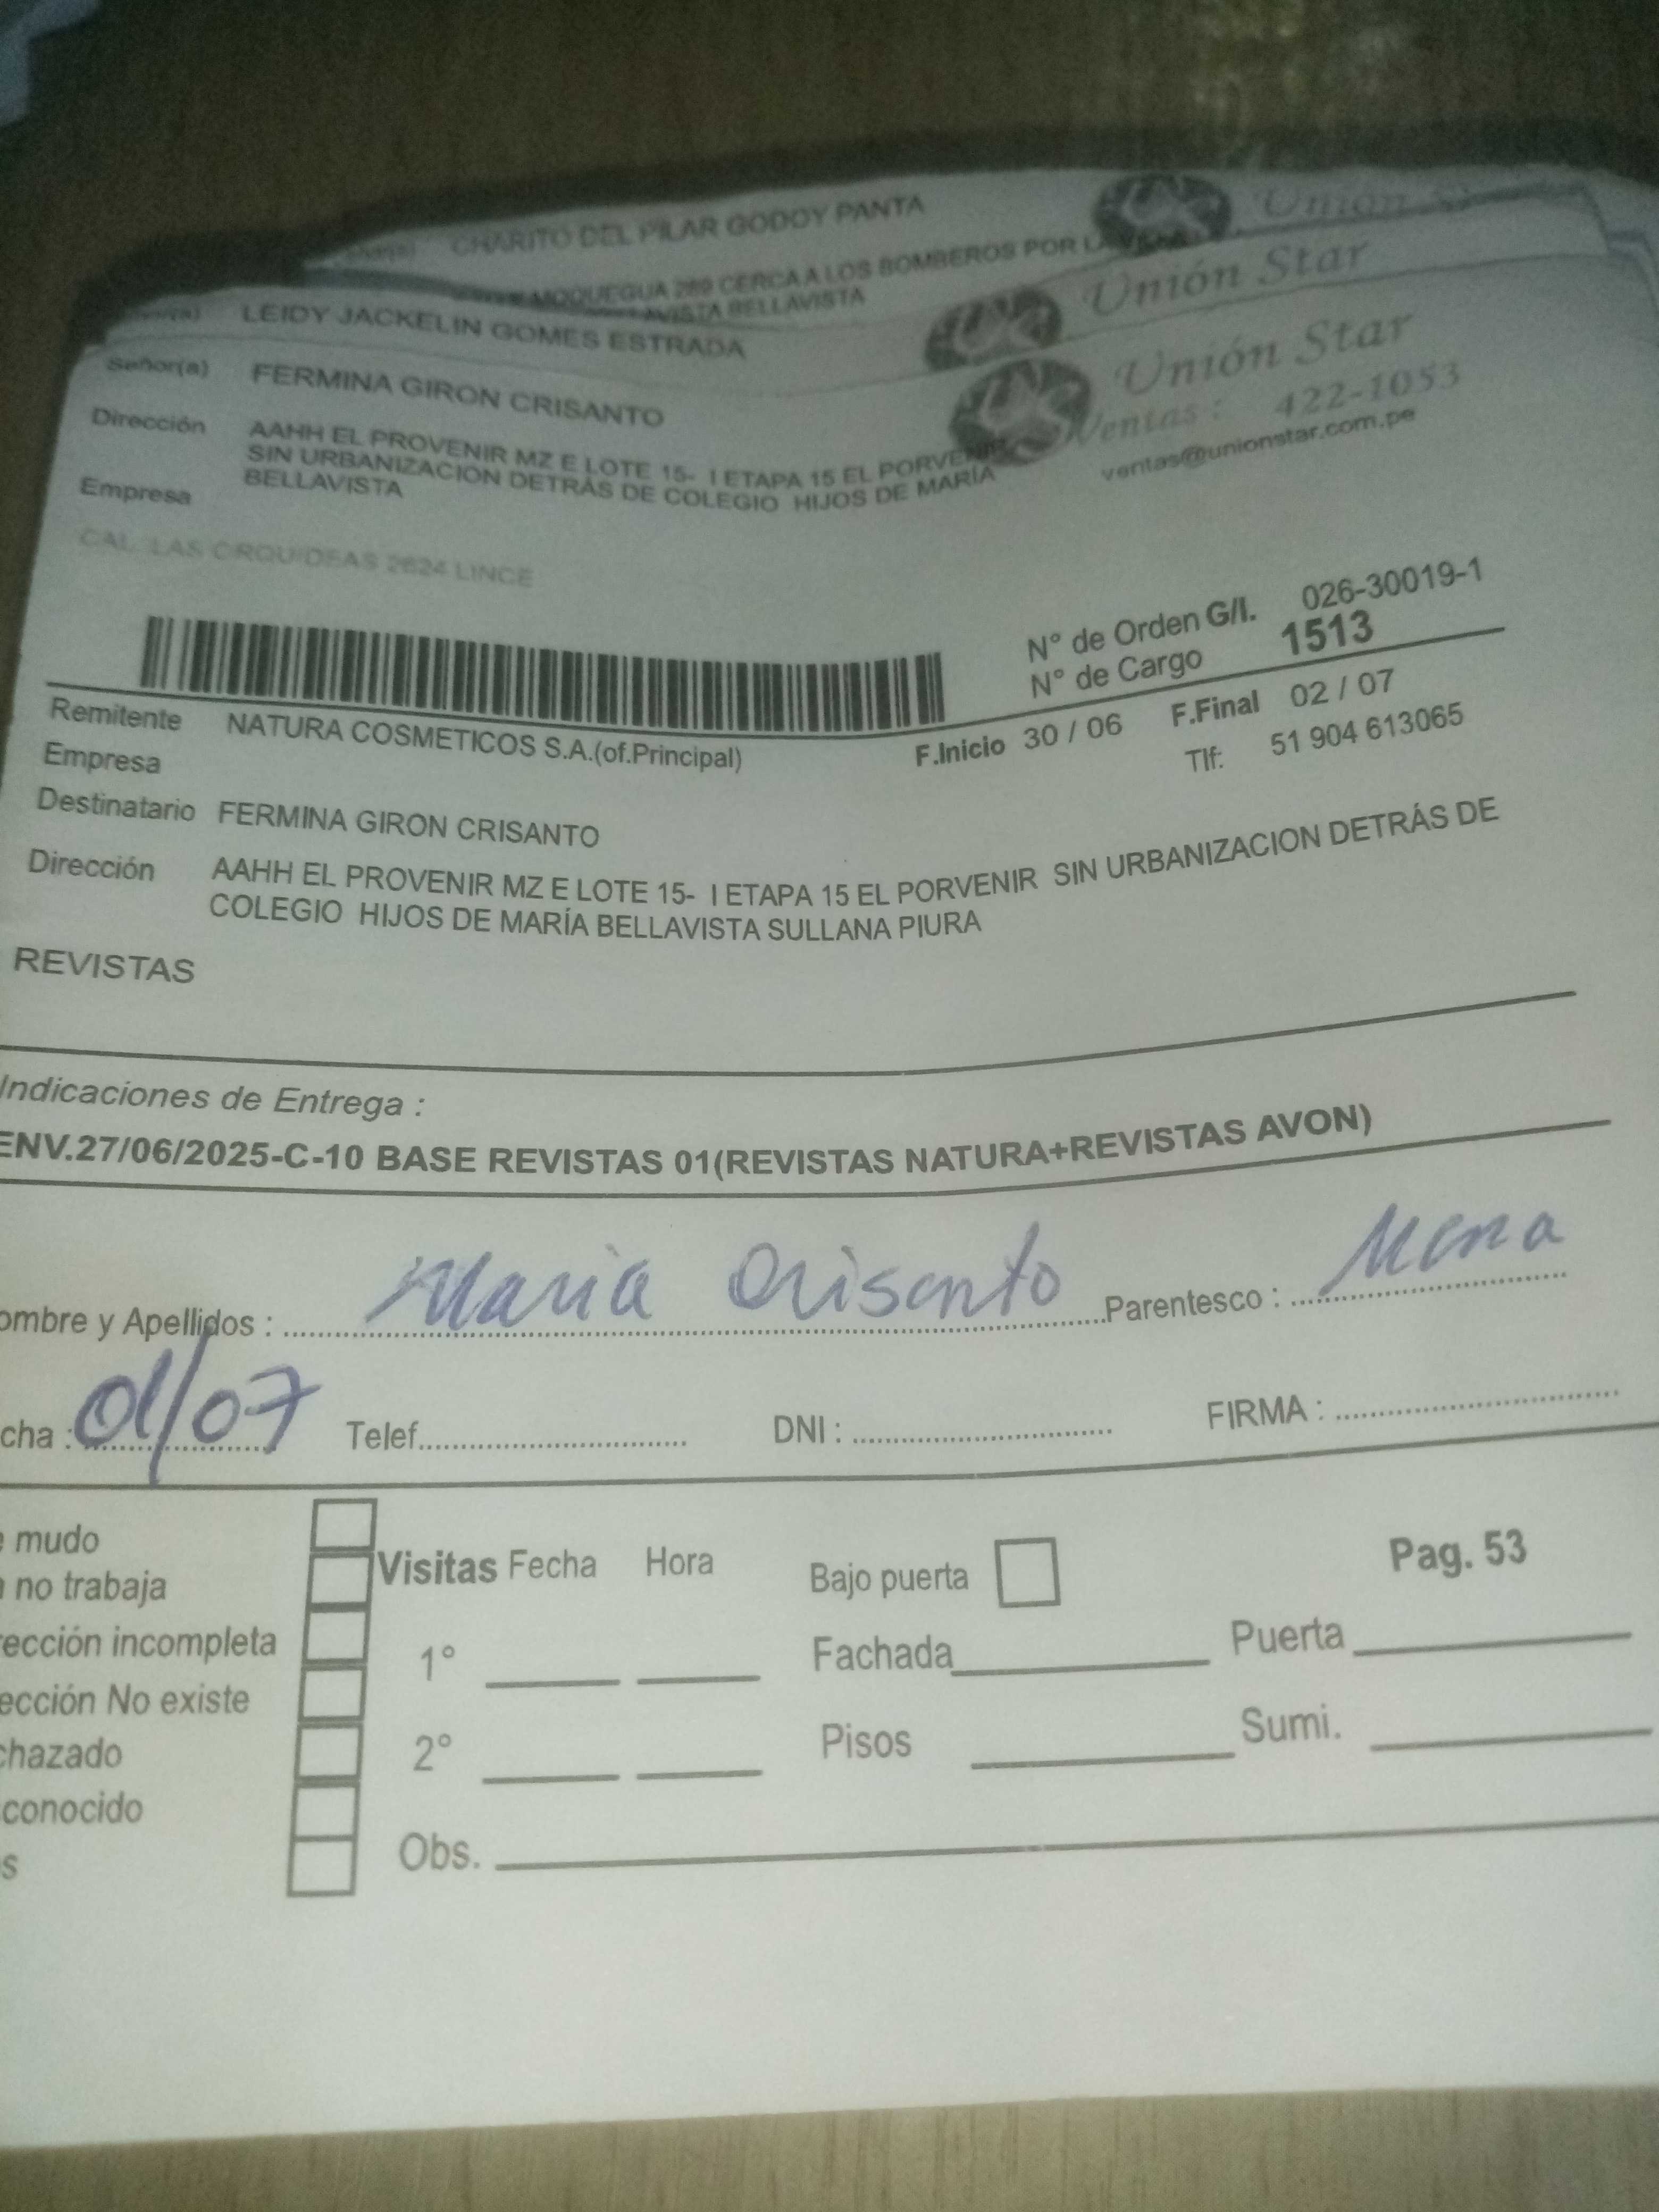 CHARITO DEL PILAR GODOY PANTA
Unión
MOQUEGUA 289 CERCA A LOS BOMBEROS POR LA
BELLAVISTA
Unión Star
LEIDY JACKELIN GOMES ESTRADA
Unión Star
Señor(a) FERMINA GIRON CRISANTO
Ventas : 422-1053
ventas@unionstar.com.pe
Dirección AAHH EL PROVENIR MZ E LOTE 15- I ETAPA 15 EL PORVENIR
SIN URBANIZACION DETRÁS DE COLEGIO HIJOS DE MARÍA
BELLAVISTA
Empresa
CAL. LAS ORQUIDEAS 2624 LINCE
N° de Orden G/I. 026-30019-1
N° de Cargo 1513
Remitente NATURA COSMETICOS S.A.(of.Principal)
F.Inicio 30 / 06 F.Final 02 / 07
Empresa
Tlf: 51 904 613065
Destinatario FERMINA GIRON CRISANTO
Dirección AAHH EL PROVENIR MZ E LOTE 15- I ETAPA 15 EL PORVENIR SIN URBANIZACION DETRÁS DE
COLEGIO HIJOS DE MARÍA BELLAVISTA SULLANA PIURA
REVISTAS
Indicaciones de Entrega :
ENV.27/06/2025-C-10 BASE REVISTAS 01(REVISTAS NATURA+REVISTAS AVON)
ombre y Apellidos : Maria Crisanto Parentesco :
cha : 01/07 Telef. DNI : FIRMA :
mudo
no trabaja
Visitas Fecha Hora Bajo puerta Pag. 53
rección incompleta 1° Fachada Puerta
ección No existe
chazado 2° Pisos Sumi.
conocido
s Obs.